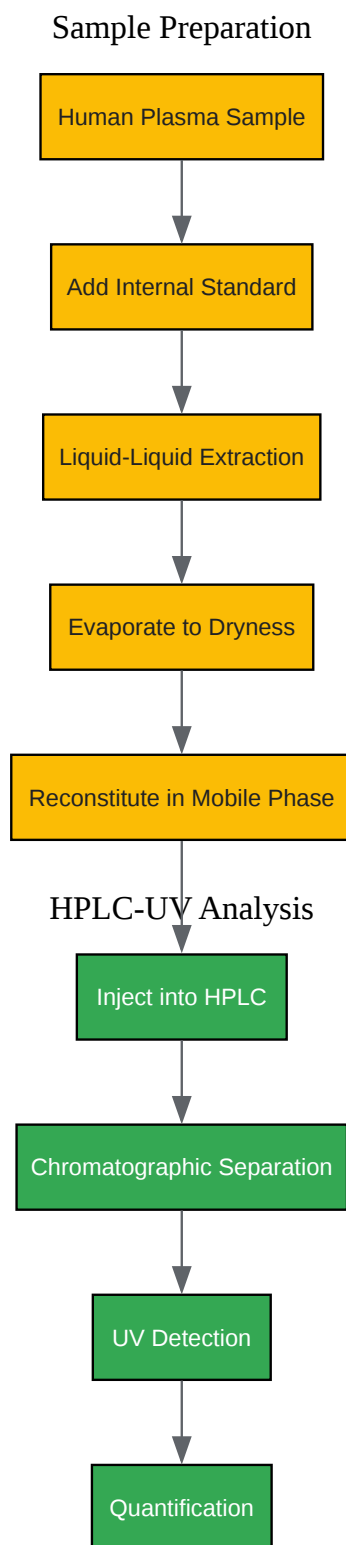 Sample Preparation
Human Plasma Sample
Add Internal Standard
Liquid-Liquid Extraction
Evaporate to Dryness
Reconstitute in Mobile Phase
HPLC-UV Analysis
Inject into HPLC
Chromatographic Separation
UV Detection
Quantification